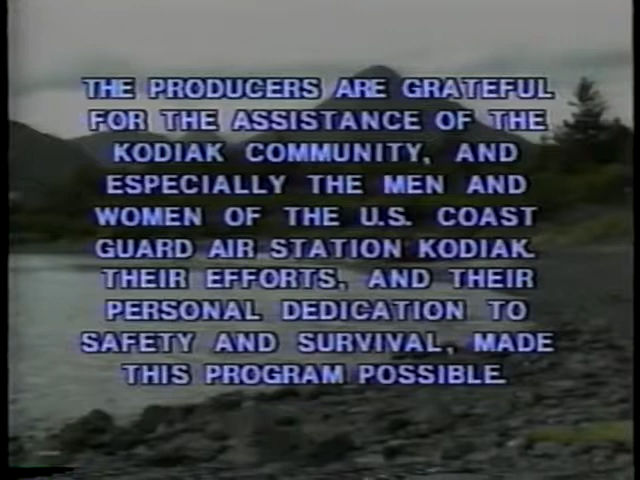 THE PRODUCERS ARE GRATEFUL
FOR THE ASSISTANCE OF THE
KODIAK COMMUNITY, AND
ESPECIALLY THE MEN AND
WOMEN OF THE U.S. COAST
GUARD AIR STATION KODIAK.
THEIR EFFORTS, AND THEIR
PERSONAL DEDICATION TO
SAFETY AND SURVIVAL, MADE
THIS PROGRAM POSSIBLE.